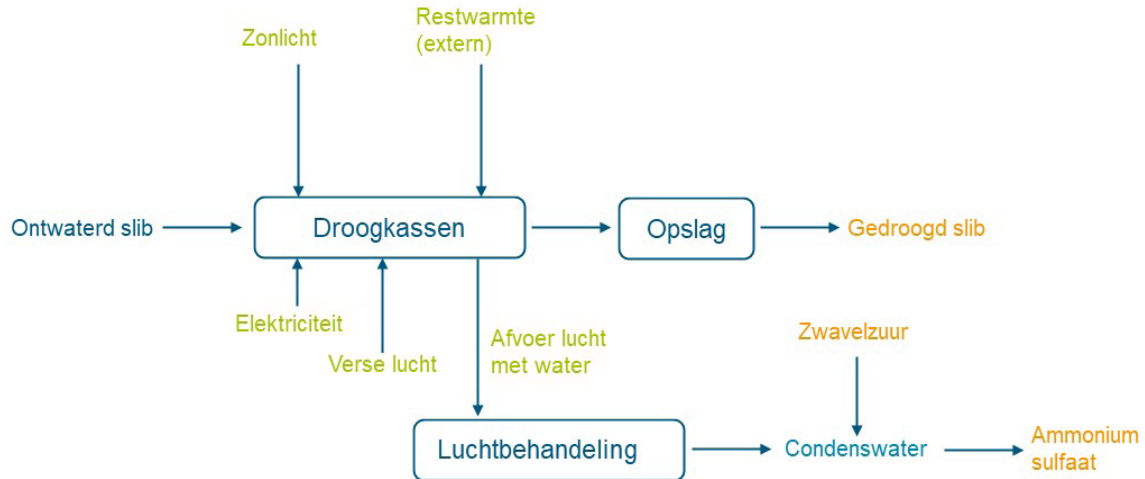 Zonlicht
Restwarmte
(extern)
Ontwaterd slib
Droogkassen
Opslag
Gedroogd slib
Elektriciteit
Verse lucht
Afvoer lucht
met water
Zwavelzuur
Luchtbehandeling
Condenswater
Ammonium
sulfaat